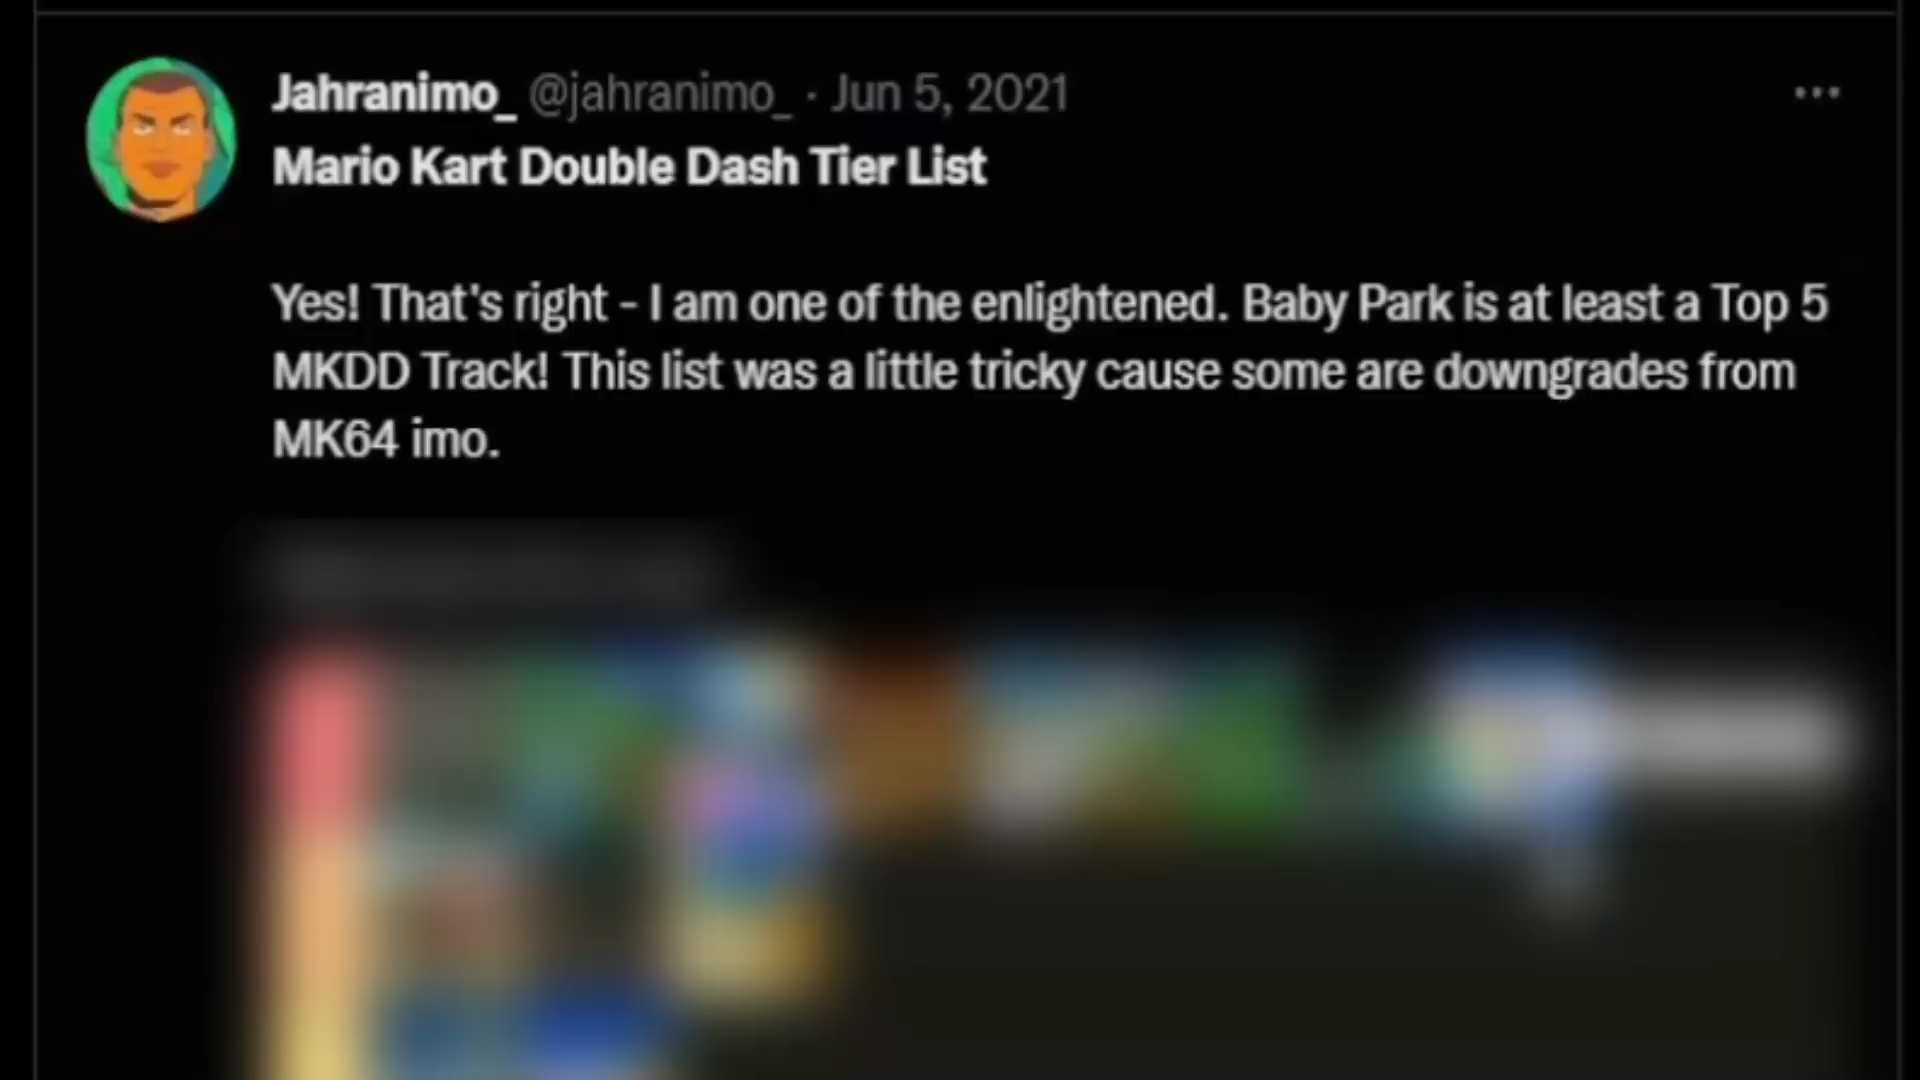 Jahranimo_ @jahranimo_ · Jun 5, 2021 ...
Mario Kart Double Dash Tier List
Yes! That's right - I am one of the enlightened. Baby Park is at least a Top 5
MKDD Track! This list was a little tricky cause some are downgrades from
MK64 imo.